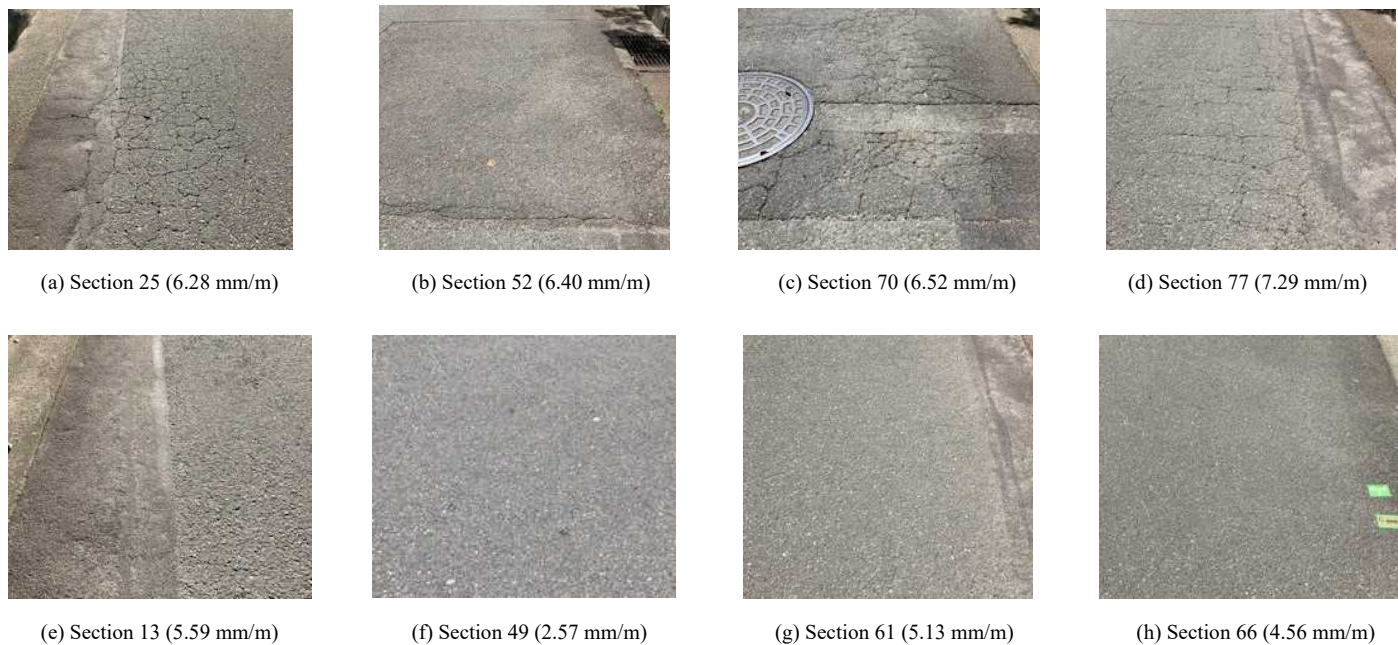 (a) Section 25 (6.28 mm/m)
(b) Section 52 (6.40 mm/m)
(c) Section 70 (6.52 mm/m)
(d) Section 77 (7.29 mm/m)
(e) Section 13 (5.59 mm/m)
(f) Section 49 (2.57 mm/m)
(g) Section 61 (5.13 mm/m)
(h) Section 66 (4.56 mm/m)